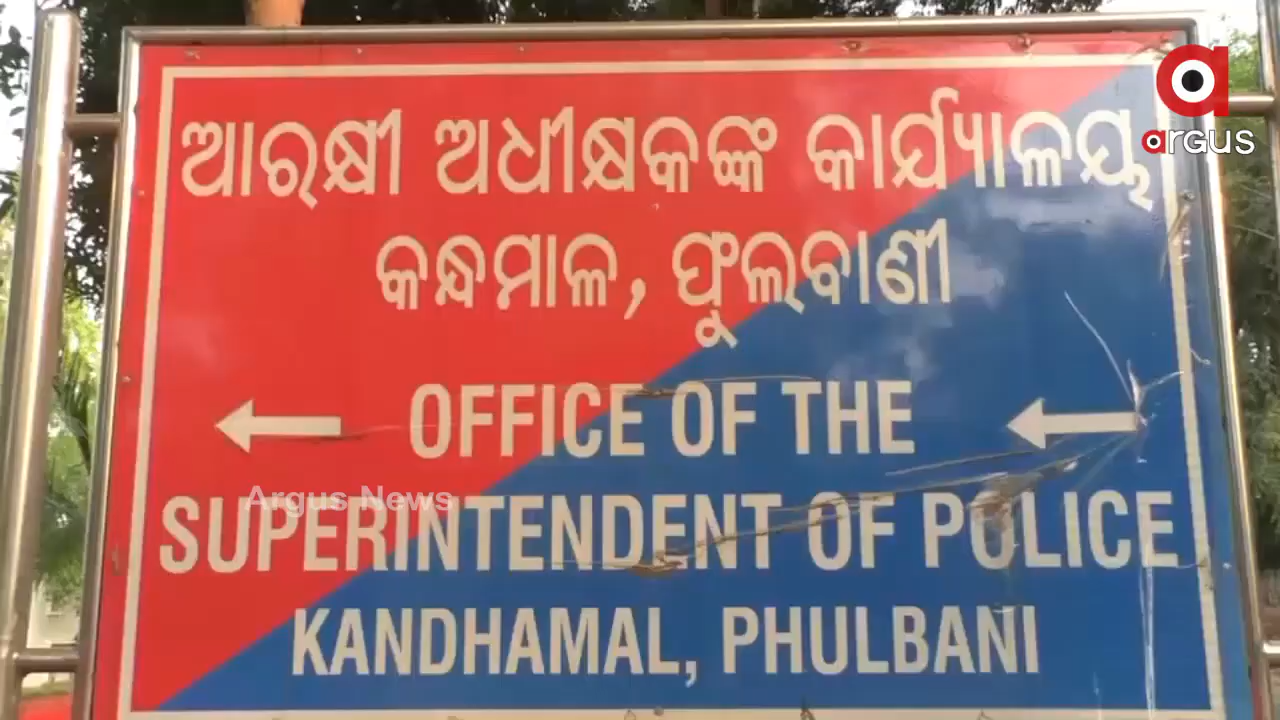 ଆରକ୍ଷୀ ଅଧୀକ୍ଷକଙ୍କ କାର୍ଯ୍ୟାଳୟ
କନ୍ଧମାଳ, ଫୁଲବାଣୀ
OFFICE OF THE
SUPERINTENDENT OF POLICE
KANDHAMAL, PHULBANI
argus
Argus News